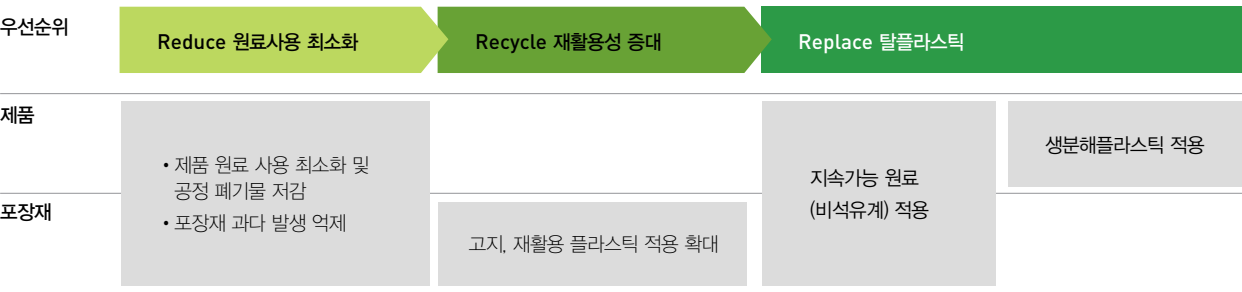 우선순위
Reduce 원료사용 최소화
Recycle 재활용성 증대
Replace 탈플라스틱
제품
• 제품 원료 사용 최소화 및
공정 폐기물 저감
• 포장재 과다 발생 억제
지속가능 원료
(비석유계) 적용
생분해플라스틱 적용
포장재
고지, 재활용 플라스틱 적용 확대